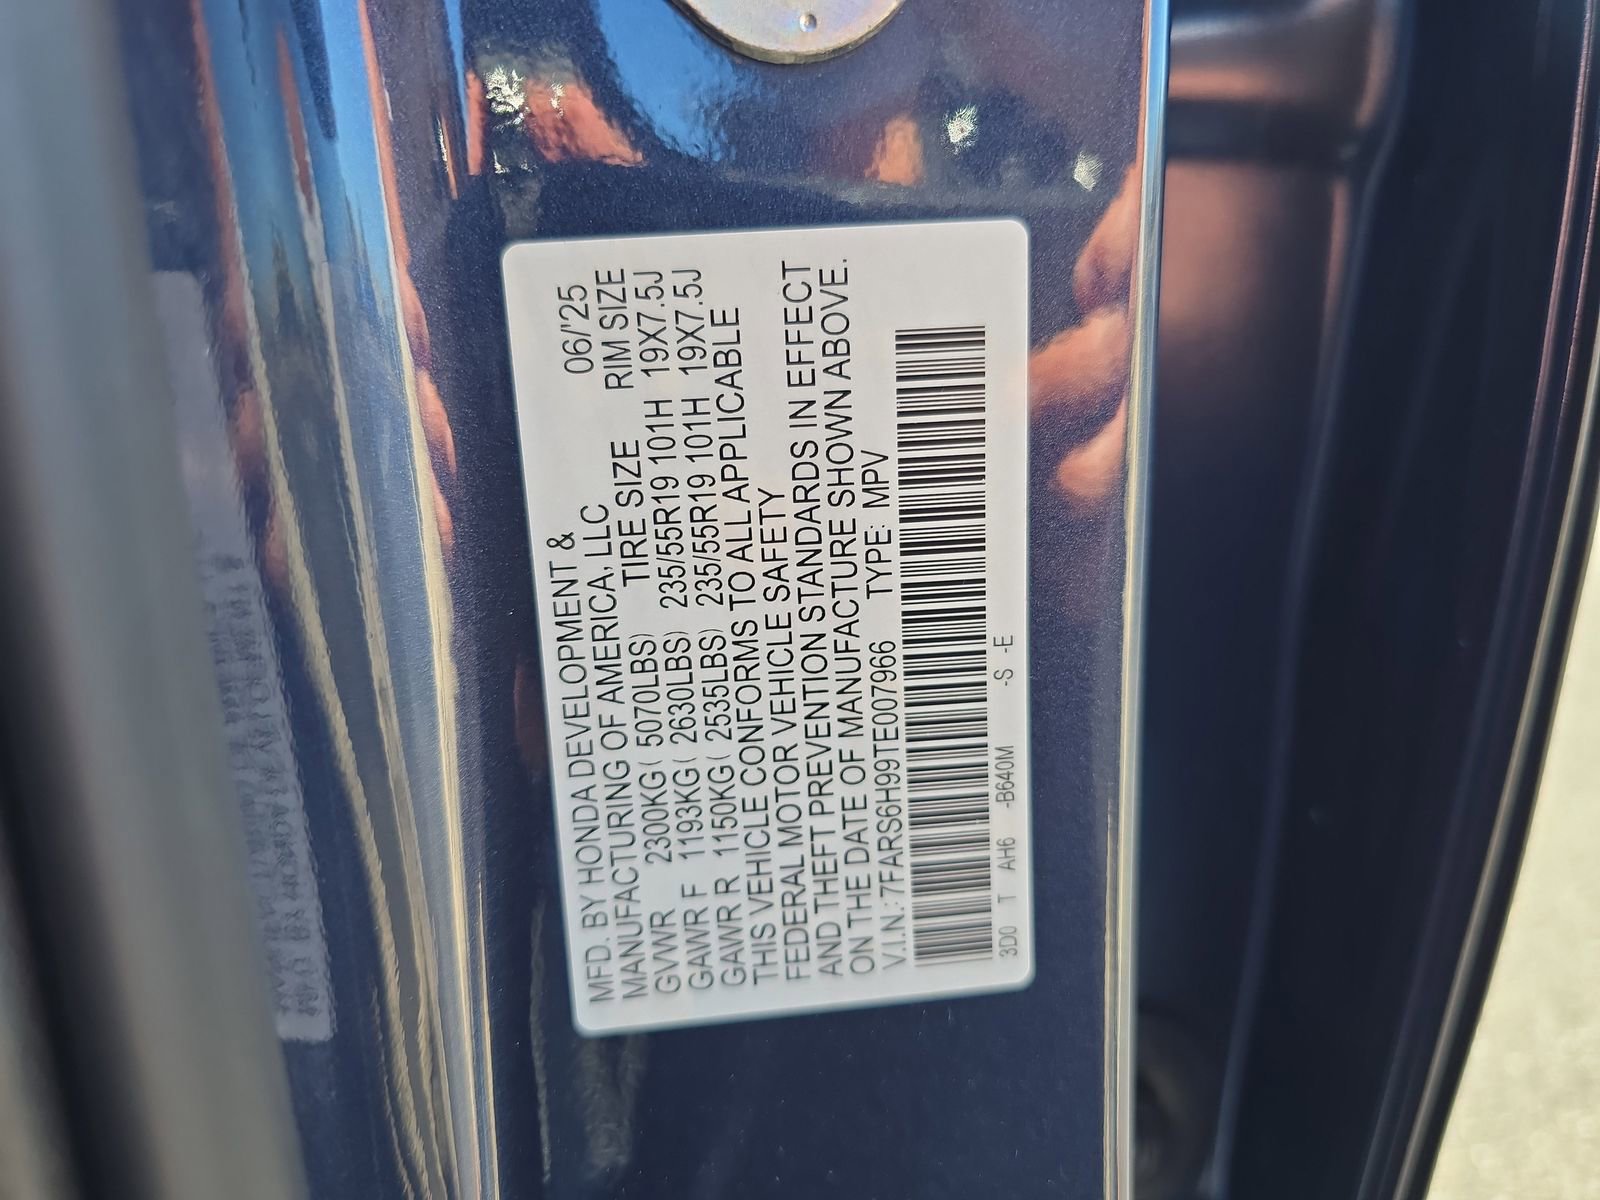 MFD. BY HONDA DEVELOPMENT & 06/'25
MANUFACTURING OF AMERICA, LLC
TIRE SIZE RIM SIZE
GVWR 2300KG( 5070LBS)
GAWR F 1193KG( 2630LBS) 235/55R19 101H 19X7.5J
GAWR R 1150KG( 2535LBS) 235/55R19 101H 19X7.5J
THIS VEHICLE CONFORMS TO ALL APPLICABLE
FEDERAL MOTOR VEHICLE SAFETY
AND THEFT PREVENTION STANDARDS IN EFFECT
ON THE DATE OF MANUFACTURE SHOWN ABOVE.
V.I.N.: 7FARS6H99TE007966 TYPE: MPV
3D0 T AH6 -B640M -S -E